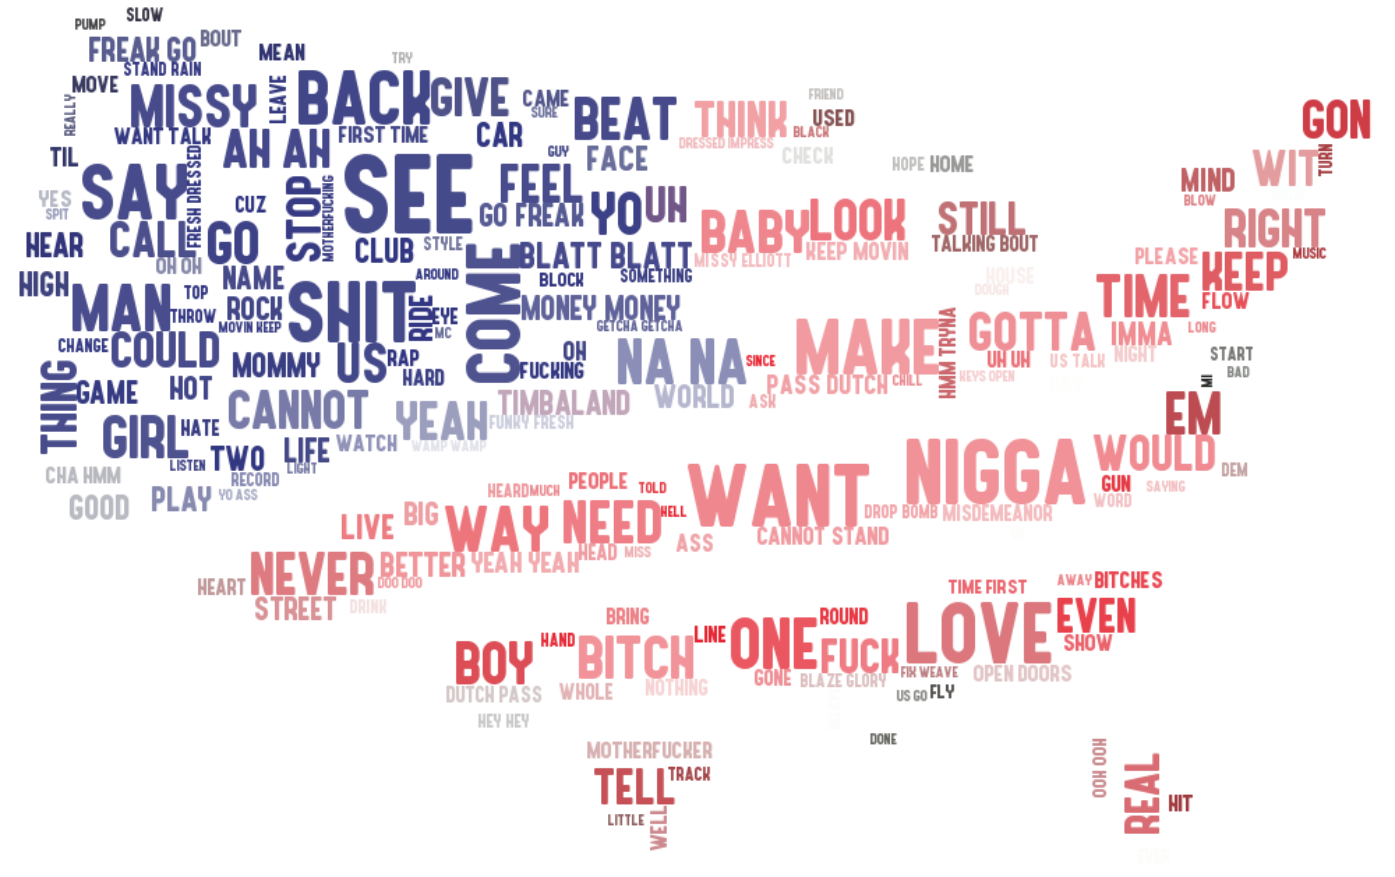 SLOW
PUMP
BOUT
FREAK GO
MEAN
TRY
STAND RAIN
MOVE
LEAVE
BACK
GIVE
MISSY
REALLY
CAME
SURE
BEAT
THINK
FRIEND
USED
BLACK
GON
WANT TALK
AH AH
FIRST TIME
CAR
DRESSED IMPRESS
TIL
GUY
FACE
CHECK
HOPE
HOME
WIT
TURN
SAY
FRESH DRESSED
STOP
MOTHERFUCKING
SEE
FEEL
MIND
BLOW
YES
SPIT
CUZ
GO FREAK
YO
UH
BABY
LOOK
STILL
RIGHT
HEAR
CALL
GO
CLUB
STYLE
COME
BLATT BLATT
MISSY ELLIOTT
KEEP MOVIN
TALKING BOUT
PLEASE
MUSIC
OH OH
HIGH
NAME
AROUND
BLOCK
SOMETHING
HOUSE
DOUGH
TIME
KEEP
FLOW
MAN
TOP
THROW
ROCK
MOVIN KEEP
SHIT
RIDE
EYE
MC
MONEY MONEY
GETCHA GETCHA
MAKE
HMM TRYNA
GOTTA
IMMA
LONG
CHANGE
COULD
MOMMY
US
RAP
HARD
OH
FUCKING
NA NA
SINCE
UH UH
US TALK
NIGHT
START
BAD
THING
GAME
HOT
PASS DUTCH
CHILL
KEYS OPEN
MI
CANNOT
YEAH
TIMBALAND
WORLD
ASK
EM
GIRL
HATE
FUNKY FRESH
WAMP WAMP
TWO
LIFE
WATCH
LISTEN
LIGHT
NIGGA
WOULD
DEM
CHA HMM
RECORD
GOOD
PLAY
YO ASS
HEARD
MUCH
PEOPLE
TOLD
WANT
GUN
SAYING
WORD
LIVE
BIG
WAY
NEED
HELL
DROP BOMB
MISDEMEANOR
CANNOT STAND
ASS
NEVER
BETTER
YEAH YEAH
HEAD
MISS
HEART
DOO DOO
STREET
DRINK
TIME FIRST
AWAY
BITCHES
BRING
ROUND
LOVE
EVEN
SHOW
BOY
HAND
BITCH
LINE
ONE
FUCK
GONE
BLAZE GLORY
FIX WEAVE
OPEN DOORS
DUTCH PASS
WHOLE
NOTHING
US GO
FLY
HEY HEY
DONE
MOTHERFUCKER
OOH OOH
TELL
TRACK
REAL
HIT
LITTLE
WELL